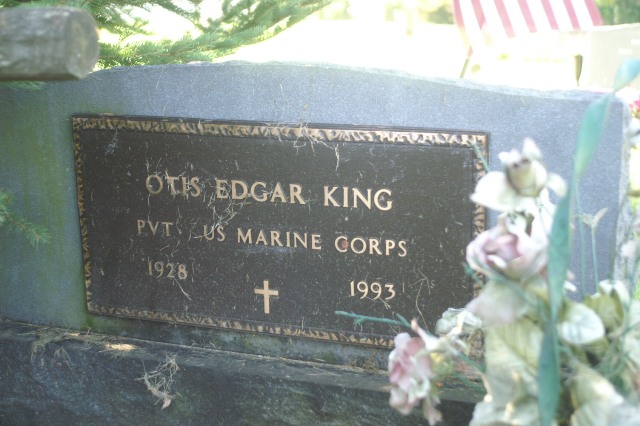 OTIS EDGAR KING
PVT US MARINE CORPS
1928 1993